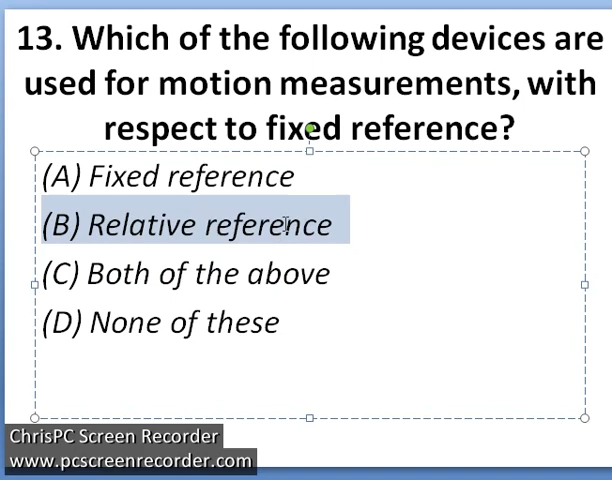 13. Which of the following devices are
used for motion measurements, with
respect to fixed reference?
(A) Fixed reference
(B) Relative reference
(C) Both of the above
(D) None of these
ChrisPC Screen Recorder
www.pcscreenrecorder.com